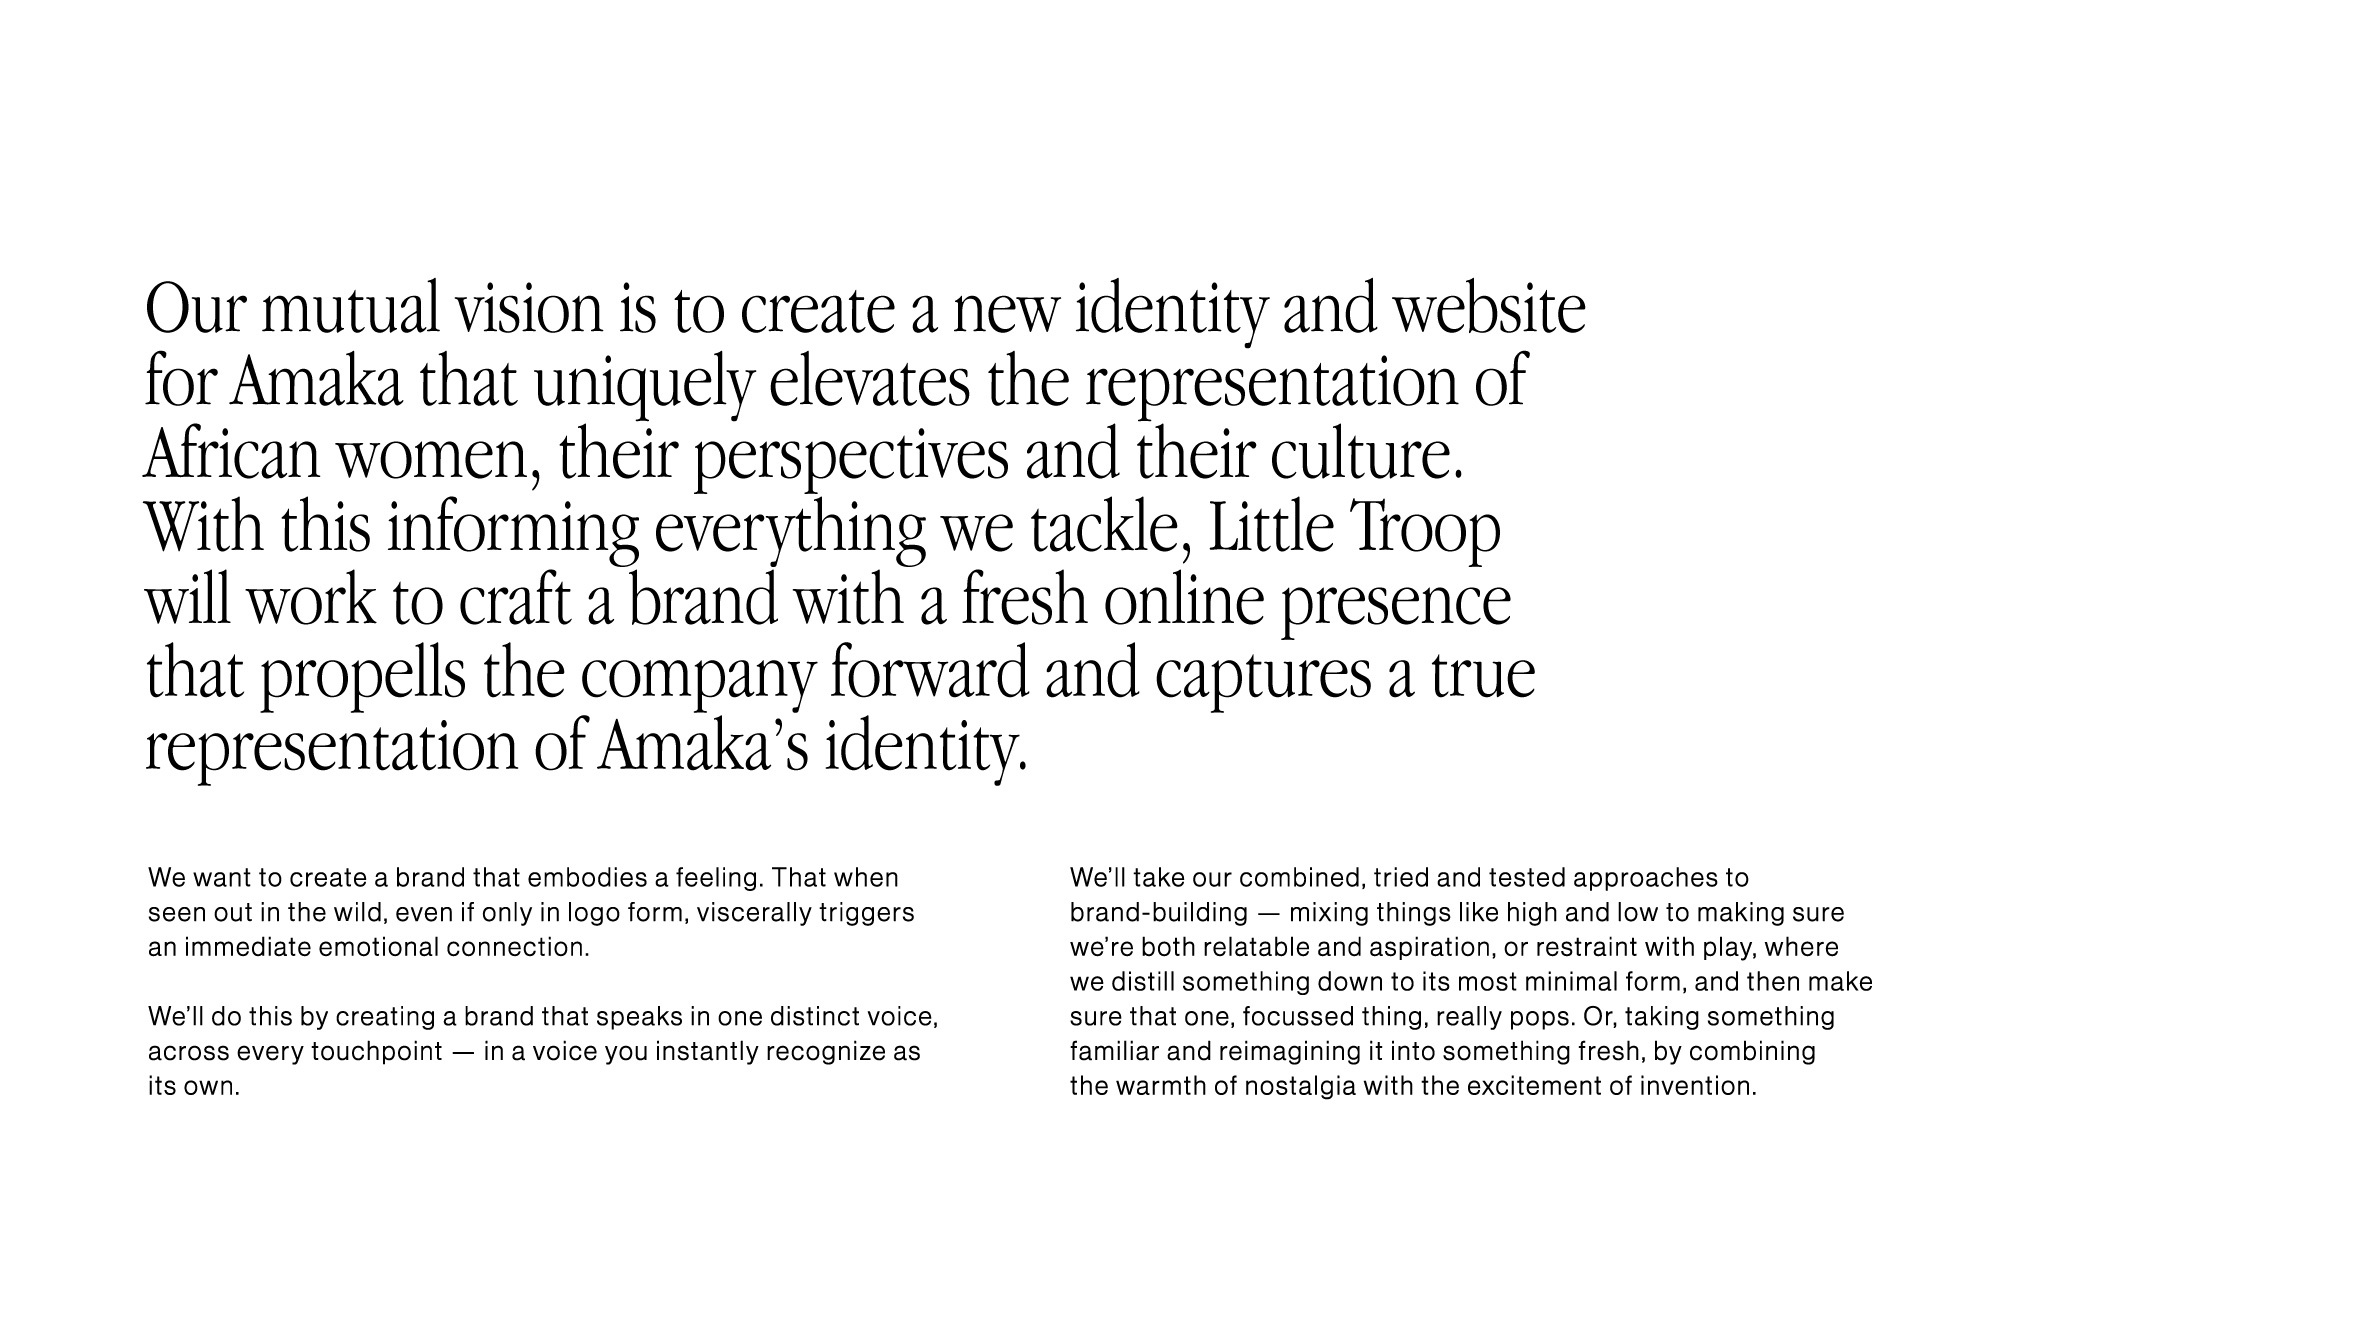 Our mutual vision is to create a new identity and website
for Amaka that uniquely elevates the representation of
African women, their perspectives and their culture.
With this informing everything we tackle, Little Troop
will work to craft a brand with a fresh online presence
that propells the company forward and captures a true
representation of Amaka’s identity.
We want to create a brand that embodies a feeling. That when
seen out in the wild, even if only in logo form, viscerally triggers
an immediate emotional connection.
We’ll do this by creating a brand that speaks in one distinct voice,
across every touchpoint — in a voice you instantly recognize as
its own.
We’ll take our combined, tried and tested approaches to
brand-building — mixing things like high and low to making sure
we’re both relatable and aspiration, or restraint with play, where
we distill something down to its most minimal form, and then make
sure that one, focussed thing, really pops. Or, taking something
familiar and reimagining it into something fresh, by combining
the warmth of nostalgia with the excitement of invention.